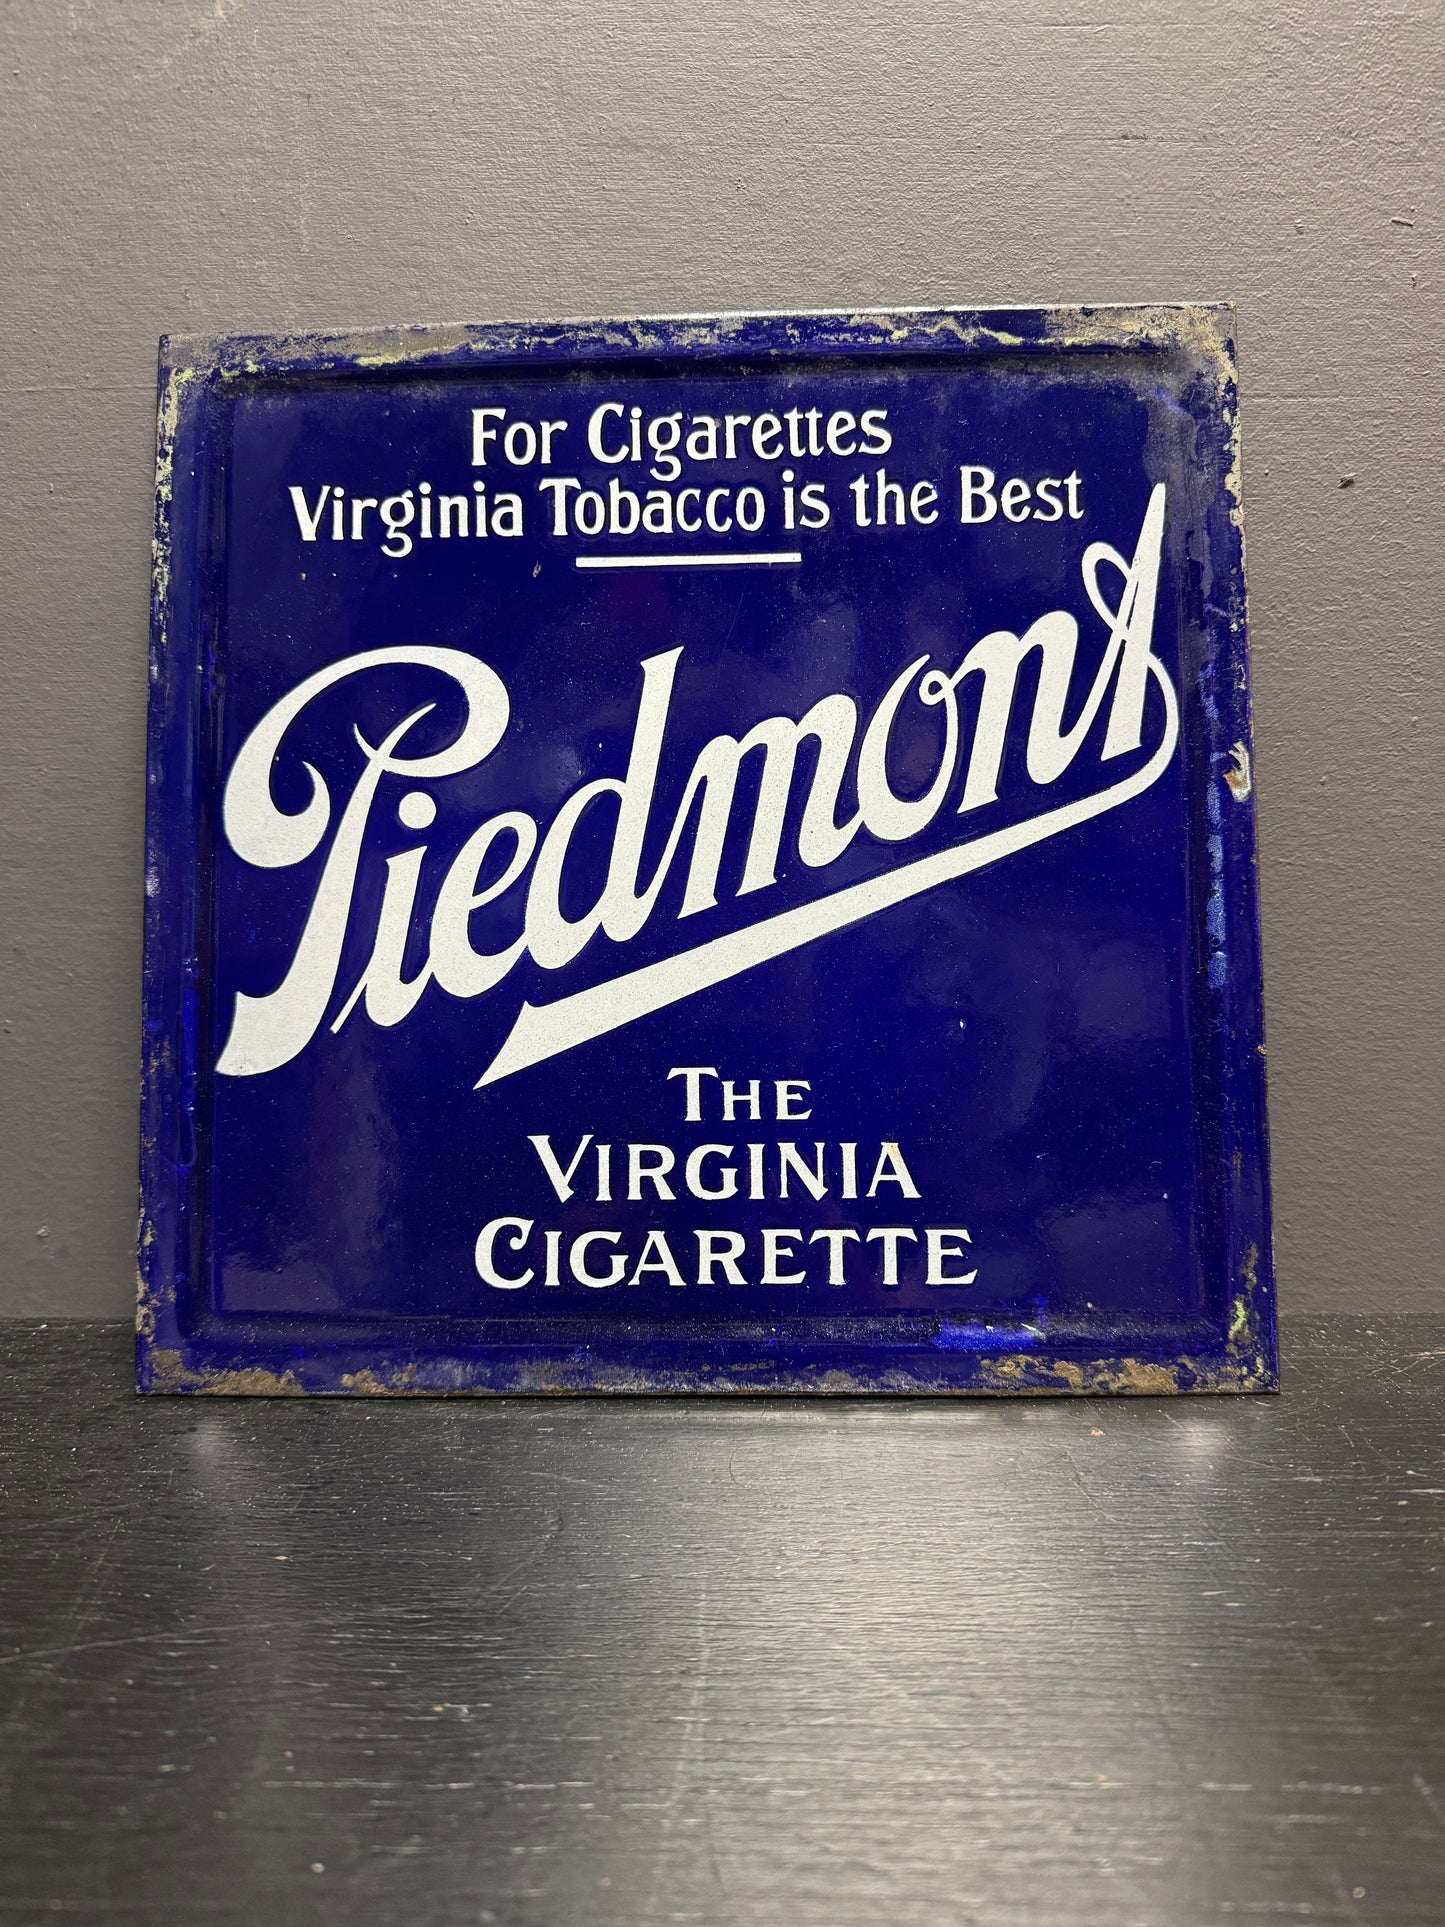 For Cigarettes
Virginia Tobacco is the Best
Piedmont
THE
VIRGINIA
CIGARETTE